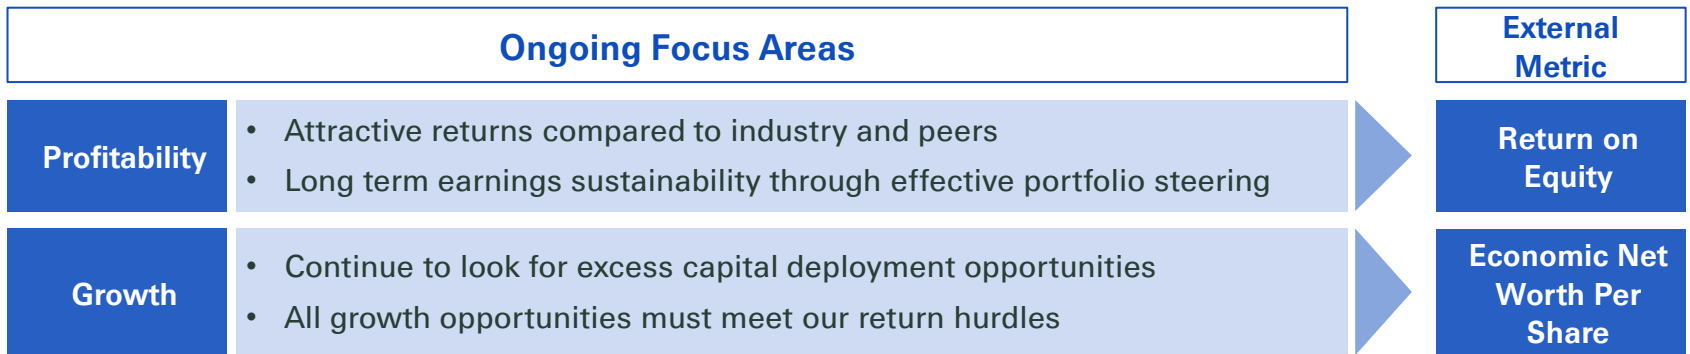 Ongoing Focus Areas
External
Metric
Profitability
• Attractive returns compared to industry and peers
• Long term earnings sustainability through effective portfolio steering
Return on
Equity
Growth
• Continue to look for excess capital deployment opportunities
• All growth opportunities must meet our return hurdles
Economic Net
Worth Per
Share